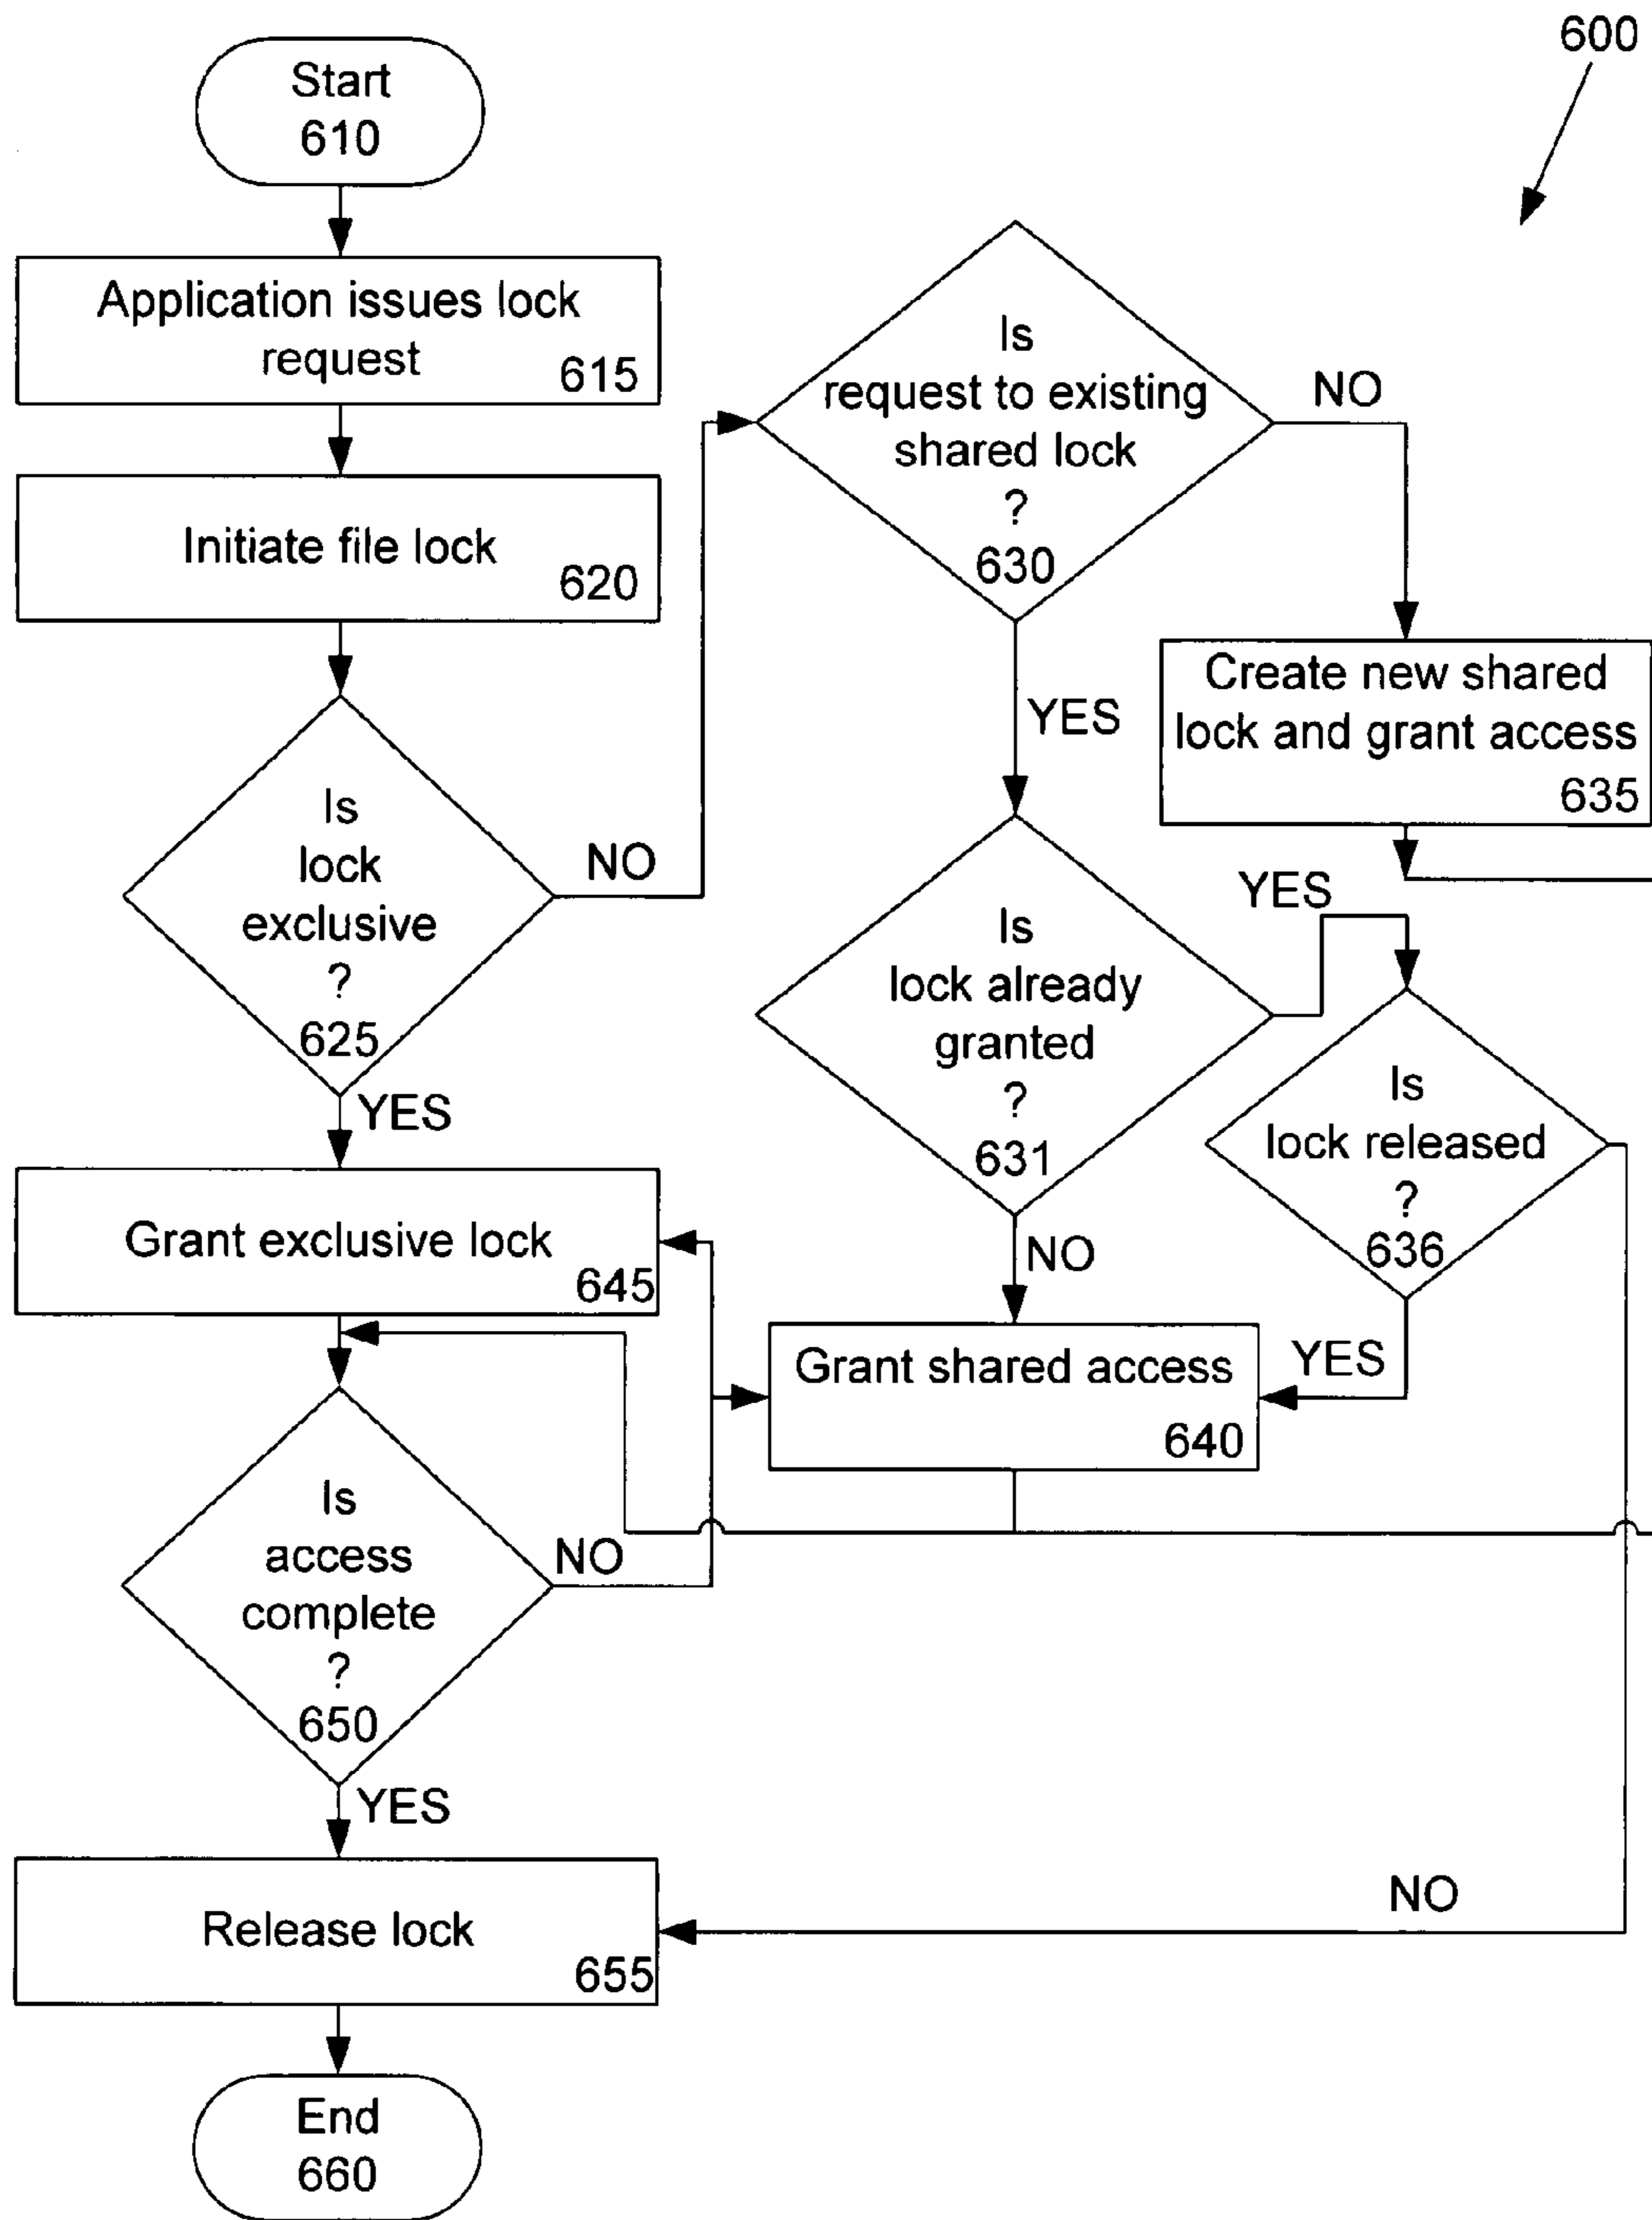 600
Start
610
Application issues lock
request
615
Initiate file lock
620
Is
lock
exclusive
?
625
NO
YES
Is
request to existing
shared lock
?
630
NO
YES
Create new shared
lock and grant access
635
Is
lock already
granted
?
631
YES
NO
Is
lock released
?
636
YES
NO
Grant shared access
640
Grant exclusive lock
645
Is
access
complete
?
650
NO
YES
Release lock
655
End
660